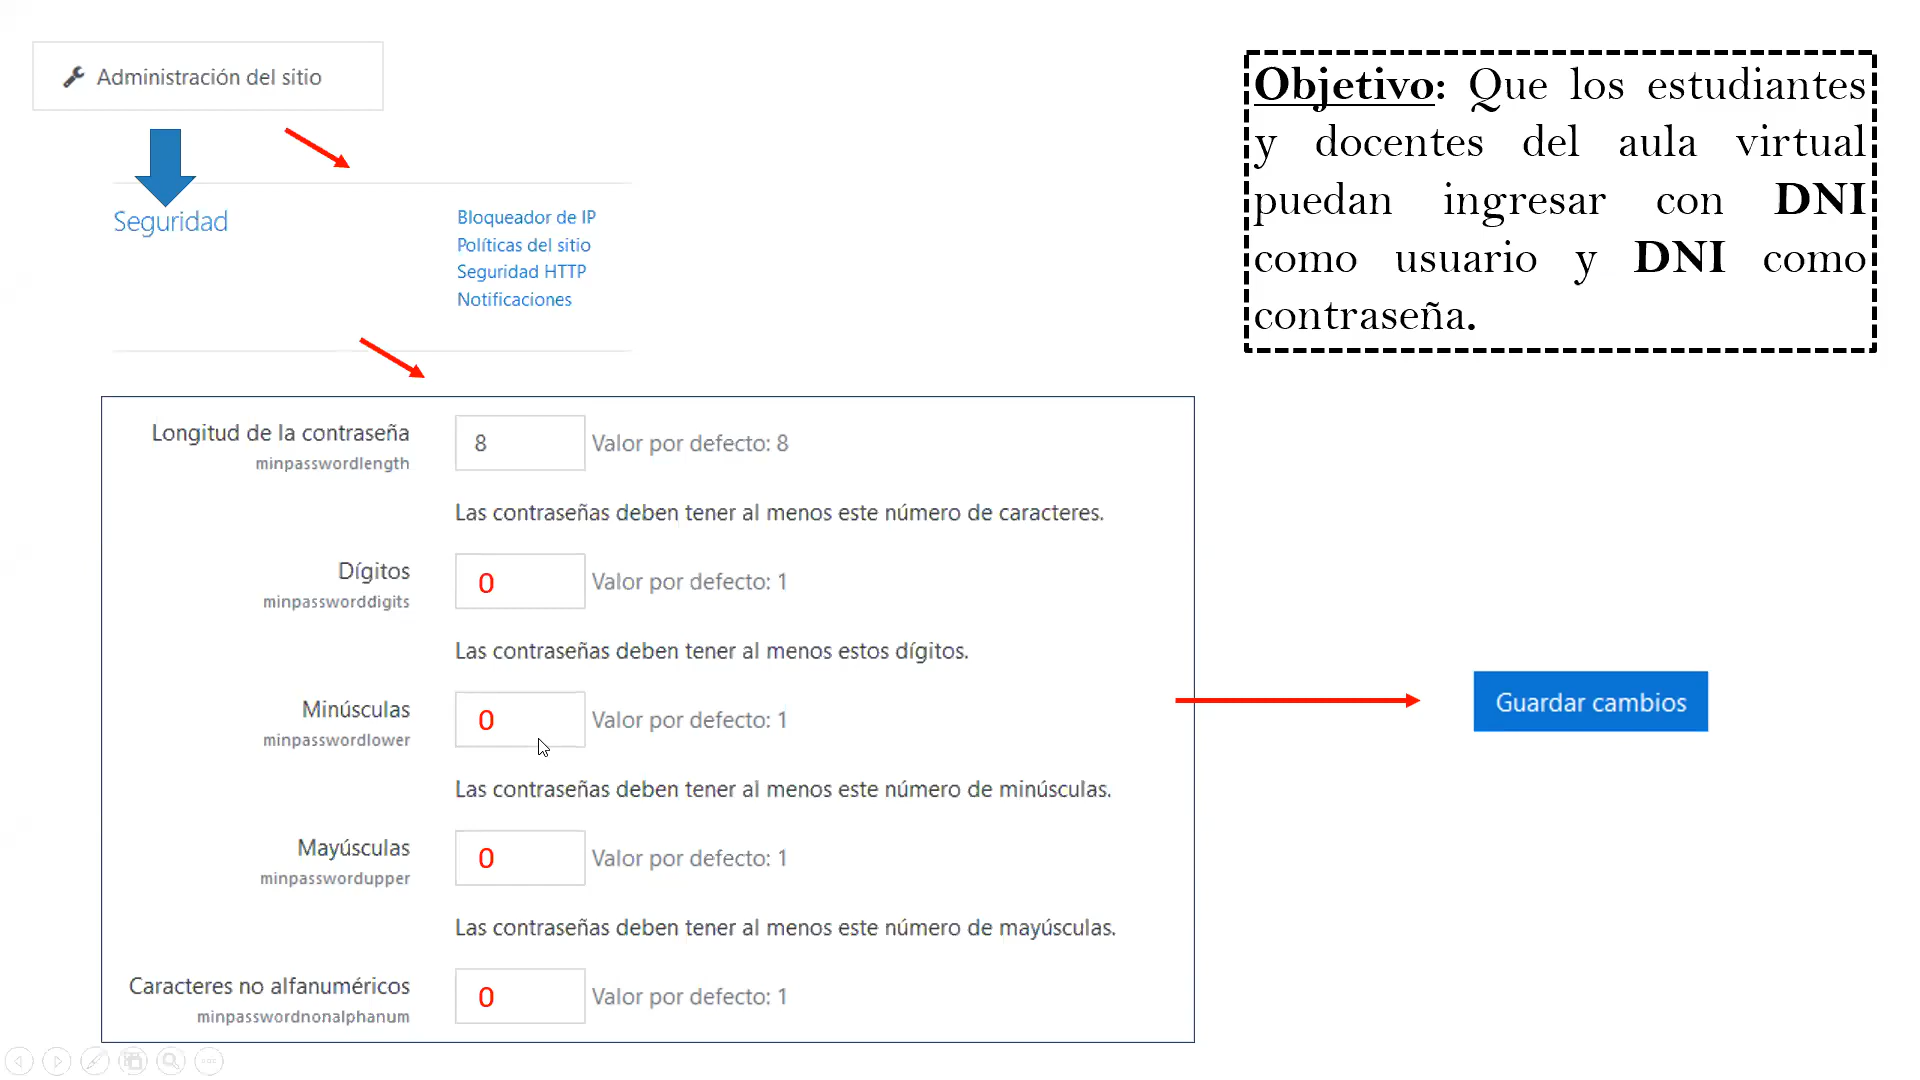 Administración del sitio
Objetivo: Que los estudiantes
y docentes del aula virtual
puedan ingresar con DNI
como usuario y DNI como
contraseña.
Seguridad
Bloqueador de IP
Políticas del sitio
Seguridad HTTP
Notificaciones
Longitud de la contraseña
minpasswordlength
8 Valor por defecto: 8
Las contraseñas deben tener al menos este número de caracteres.
Dígitos
minpassworddigits
0 Valor por defecto: 1
Las contraseñas deben tener al menos estos dígitos.
Minúsculas
minpasswordlower
0 Valor por defecto: 1
Las contraseñas deben tener al menos este número de minúsculas.
Mayúsculas
minpasswordupper
0 Valor por defecto: 1
Las contraseñas deben tener al menos este número de mayúsculas.
Caracteres no alfanuméricos
minpasswordnonalphanum
0 Valor por defecto: 1
Guardar cambios